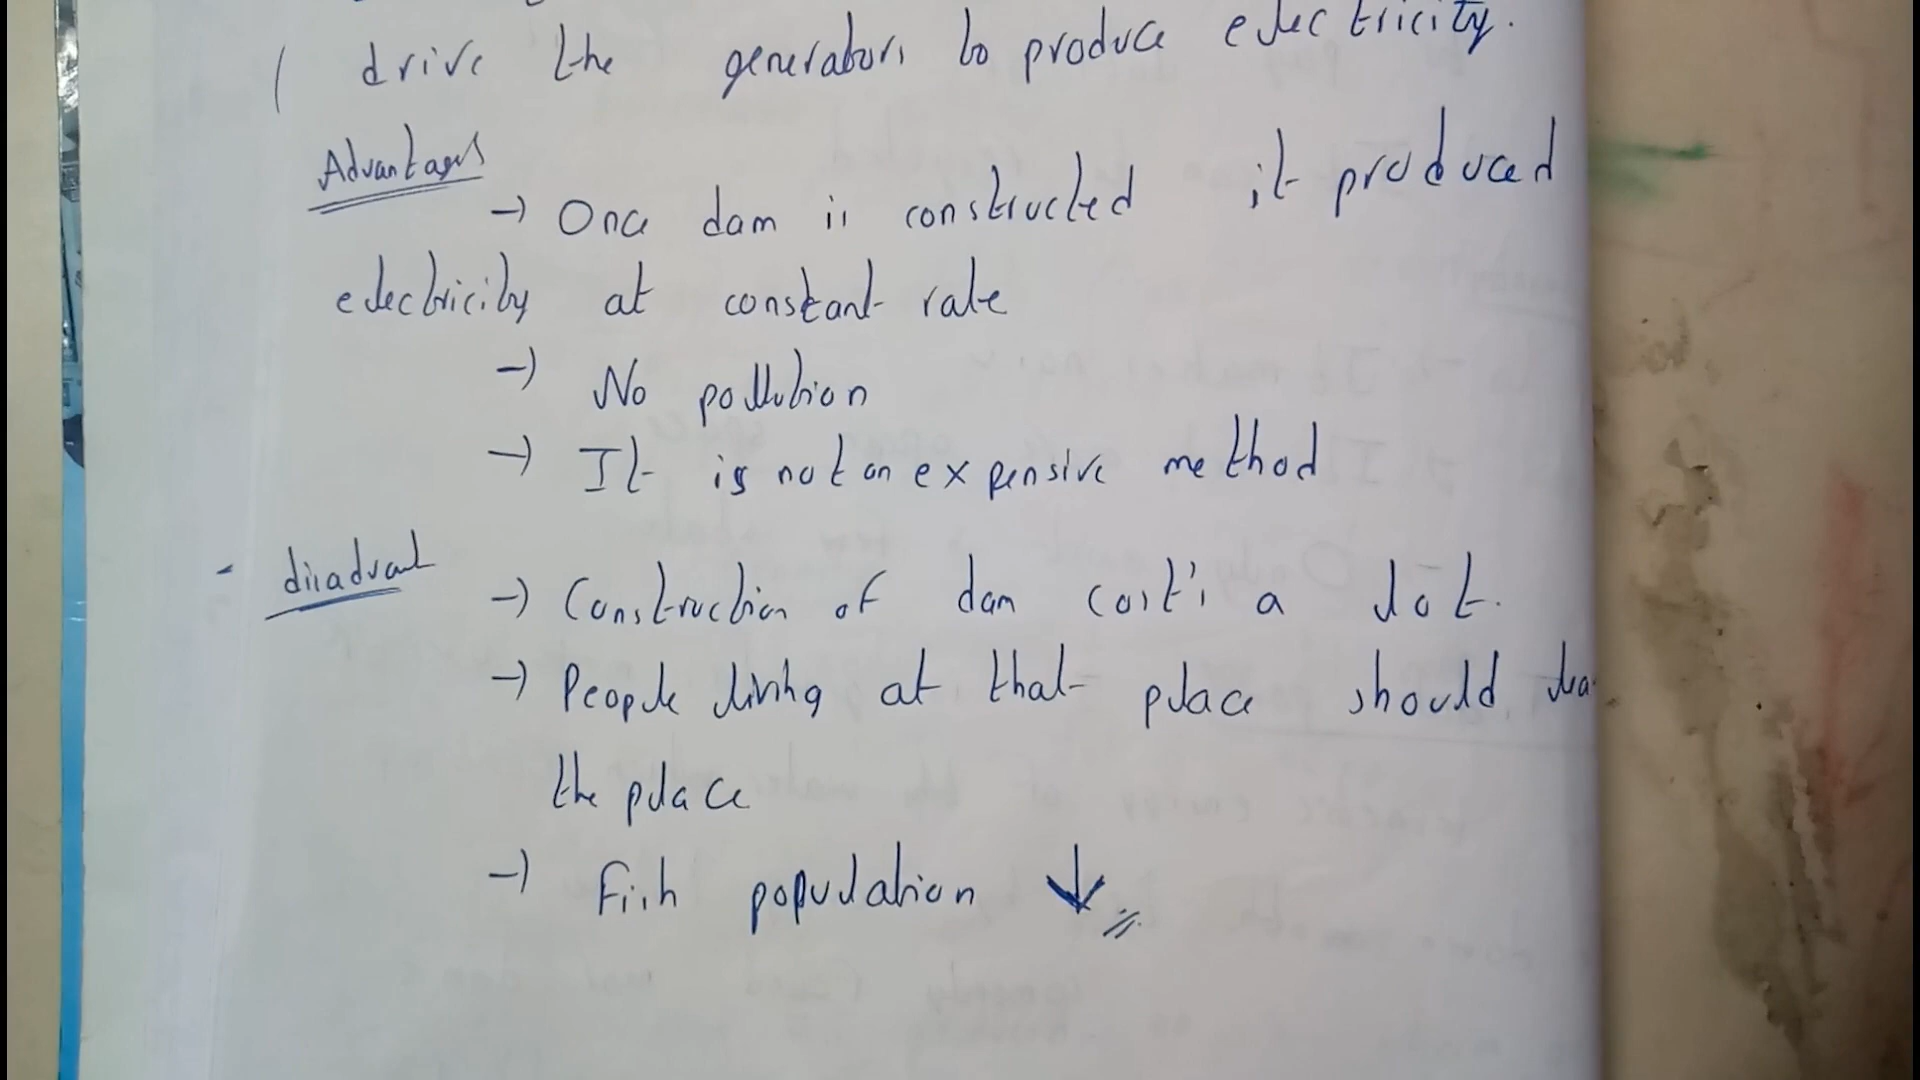 drive the generators to produce electricity.
Advantages
→ Once dam is constructed it produced
electricity at constant rate
→ No pollution
→ It is not an expensive method
disadvant
→ Construction of dam costs a lot.
→ People living at that place should
the place
→ Fish population ↓